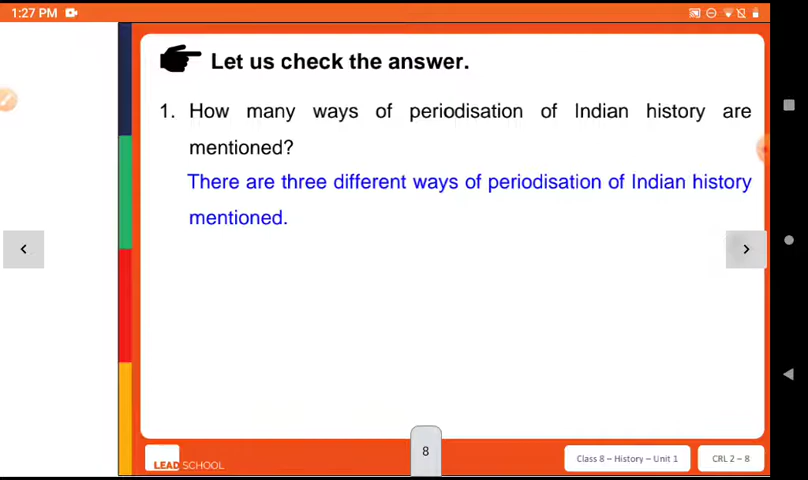 1:27 PM
Let us check the answer.
1. How many ways of periodisation of Indian history are
mentioned?
There are three different ways of periodisation of Indian history
mentioned.
<
>
8
LEAD SCHOOL
Class 8 – History – Unit 1
CRL 2 – 8